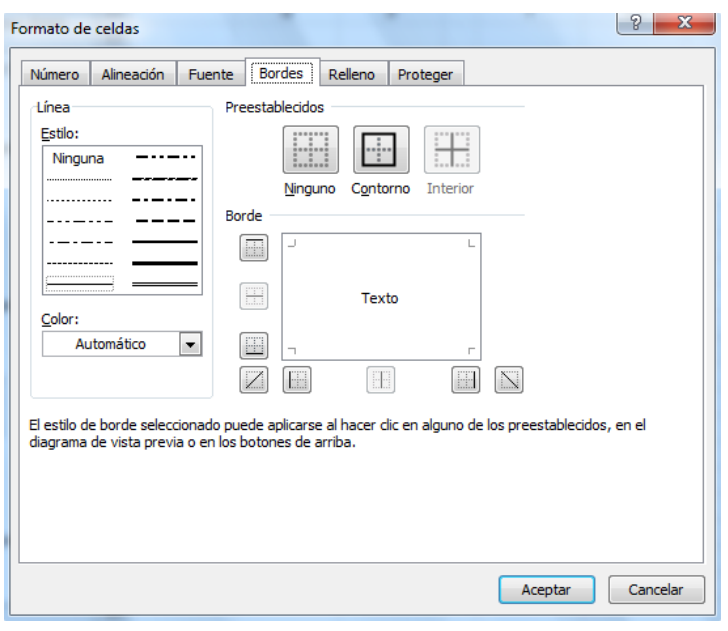 Formato de celdas
Número Alineación Fuente Bordes Relleno Proteger
Línea
Estilo:
Ninguna
Color:
Automático
Preestablecidos
Ninguno Contorno Interior
Borde
Texto
El estilo de borde seleccionado puede aplicarse al hacer clic en alguno de los preestablecidos, en el
diagrama de vista previa o en los botones de arriba.
Aceptar Cancelar